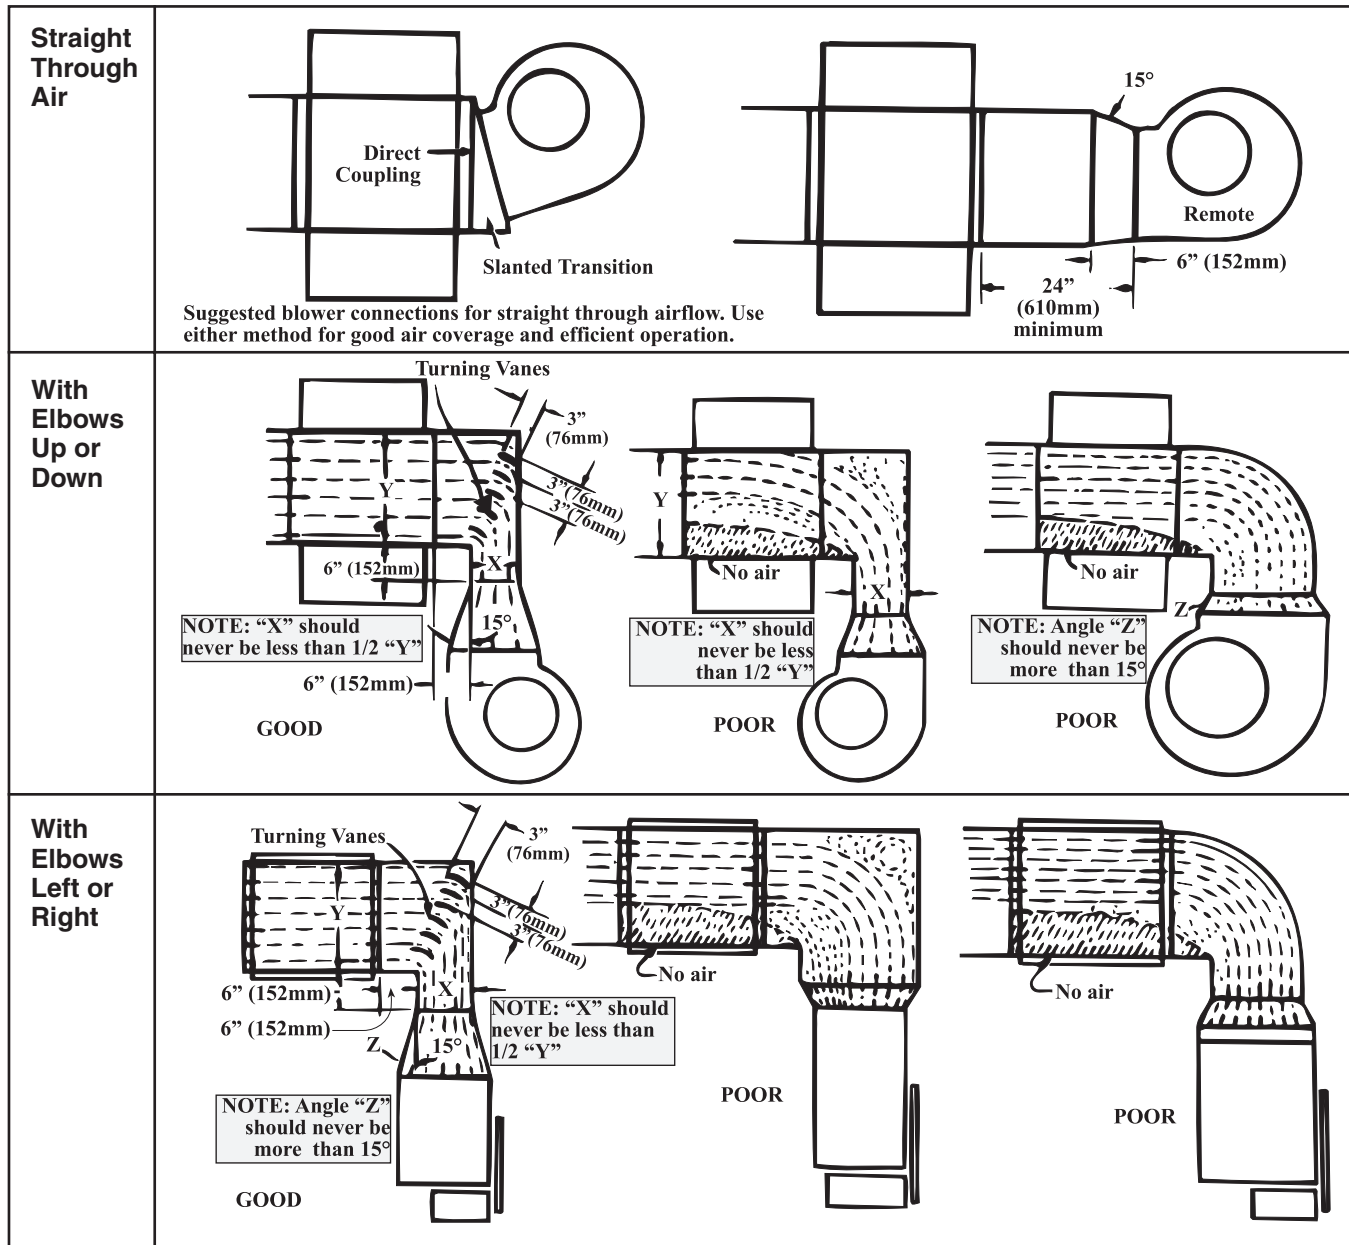 Straight
Through
Air
Direct
Coupling
Slanted Transition
Suggested blower connections for straight through airflow. Use
either method for good air coverage and efficient operation.
15°
Remote
6” (152mm)
24”
(610mm)
minimum
With
Elbows
Up or
Down
Turning Vanes
3”
(76mm)
3”(76mm)
3”(76mm)
Y
6” (152mm)
X
15°
NOTE: “X” should
never be less than 1/2 “Y”
6” (152mm)
GOOD
Y
No air
X
NOTE: “X” should
never be less
than 1/2 “Y”
POOR
No air
Z
NOTE: Angle “Z”
should never be
more than 15°
POOR
With
Elbows
Left or
Right
Turning Vanes
3”
(76mm)
3”(76mm)
3”(76mm)
Y
6” (152mm)
X
6” (152mm)
Z
15°
NOTE: “X” should
never be less than
1/2 “Y”
NOTE: Angle “Z”
should never be
more than 15°
GOOD
No air
POOR
No air
POOR